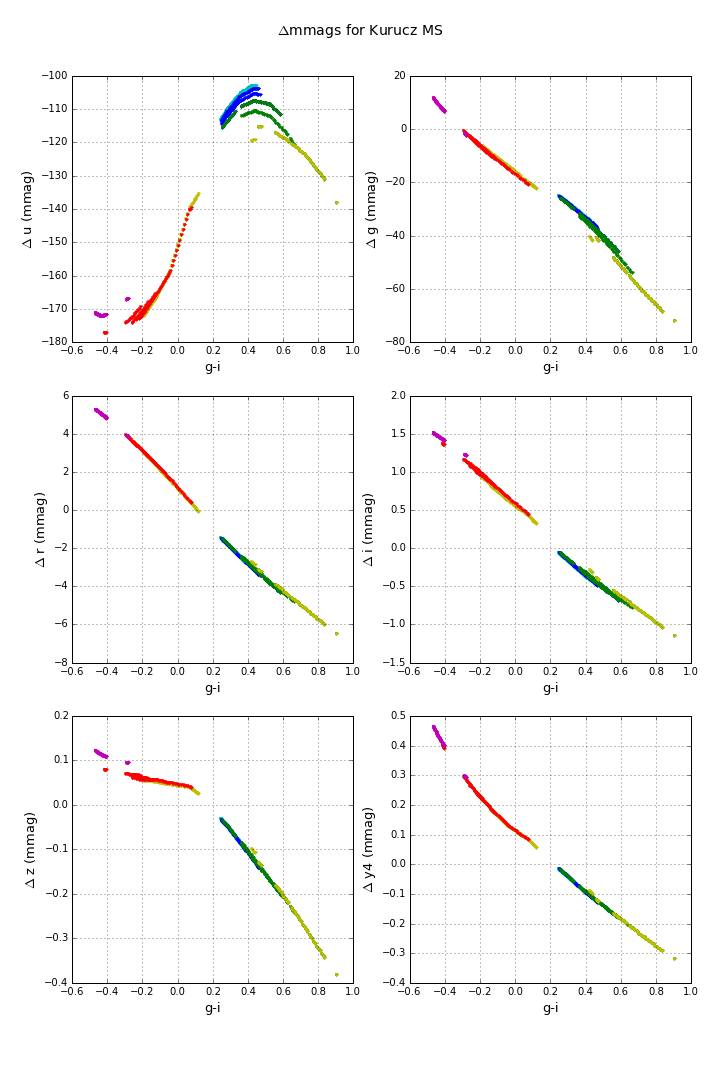 Δmmags for Kurucz MS
−100
−110
−120
−130
−140
−150
−160
−170
−180
Δ u (mmag)
−0.6 −0.4 −0.2 0.0 0.2 0.4 0.6 0.8 1.0
g-i
20
0
−20
−40
−60
−80
Δ g (mmag)
−0.6 −0.4 −0.2 0.0 0.2 0.4 0.6 0.8 1.0
g-i
6
4
2
0
−2
−4
−6
−8
Δ r (mmag)
−0.6 −0.4 −0.2 0.0 0.2 0.4 0.6 0.8 1.0
g-i
2.0
1.5
1.0
0.5
0.0
−0.5
−1.0
−1.5
Δ i (mmag)
−0.6 −0.4 −0.2 0.0 0.2 0.4 0.6 0.8 1.0
g-i
0.2
0.1
0.0
−0.1
−0.2
−0.3
−0.4
Δ z (mmag)
−0.6 −0.4 −0.2 0.0 0.2 0.4 0.6 0.8 1.0
g-i
0.5
0.4
0.3
0.2
0.1
0.0
−0.1
−0.2
−0.3
−0.4
Δ y4 (mmag)
−0.6 −0.4 −0.2 0.0 0.2 0.4 0.6 0.8 1.0
g-i